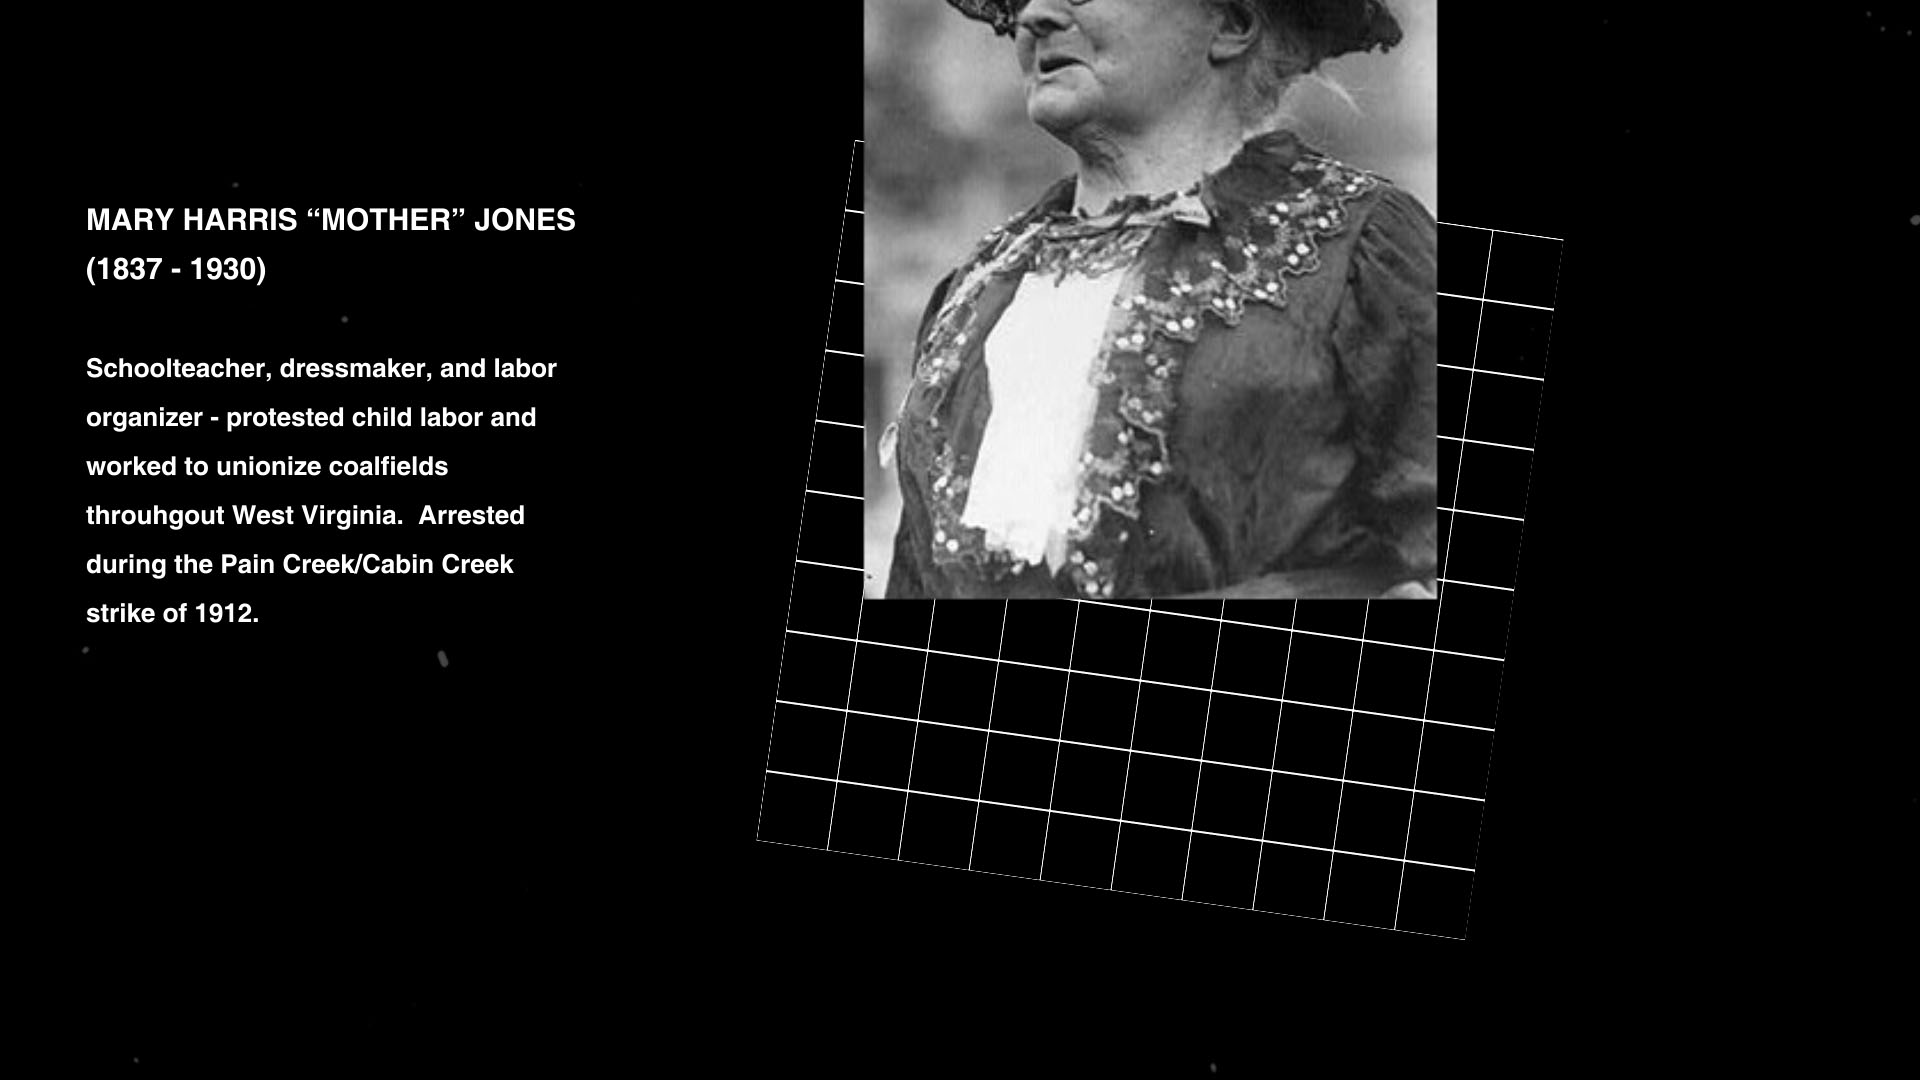 MARY HARRIS “MOTHER” JONES
(1837 - 1930)
Schoolteacher, dressmaker, and labor
organizer - protested child labor and
worked to unionize coalfields
throuhgout West Virginia.  Arrested
during the Pain Creek/Cabin Creek
strike of 1912.